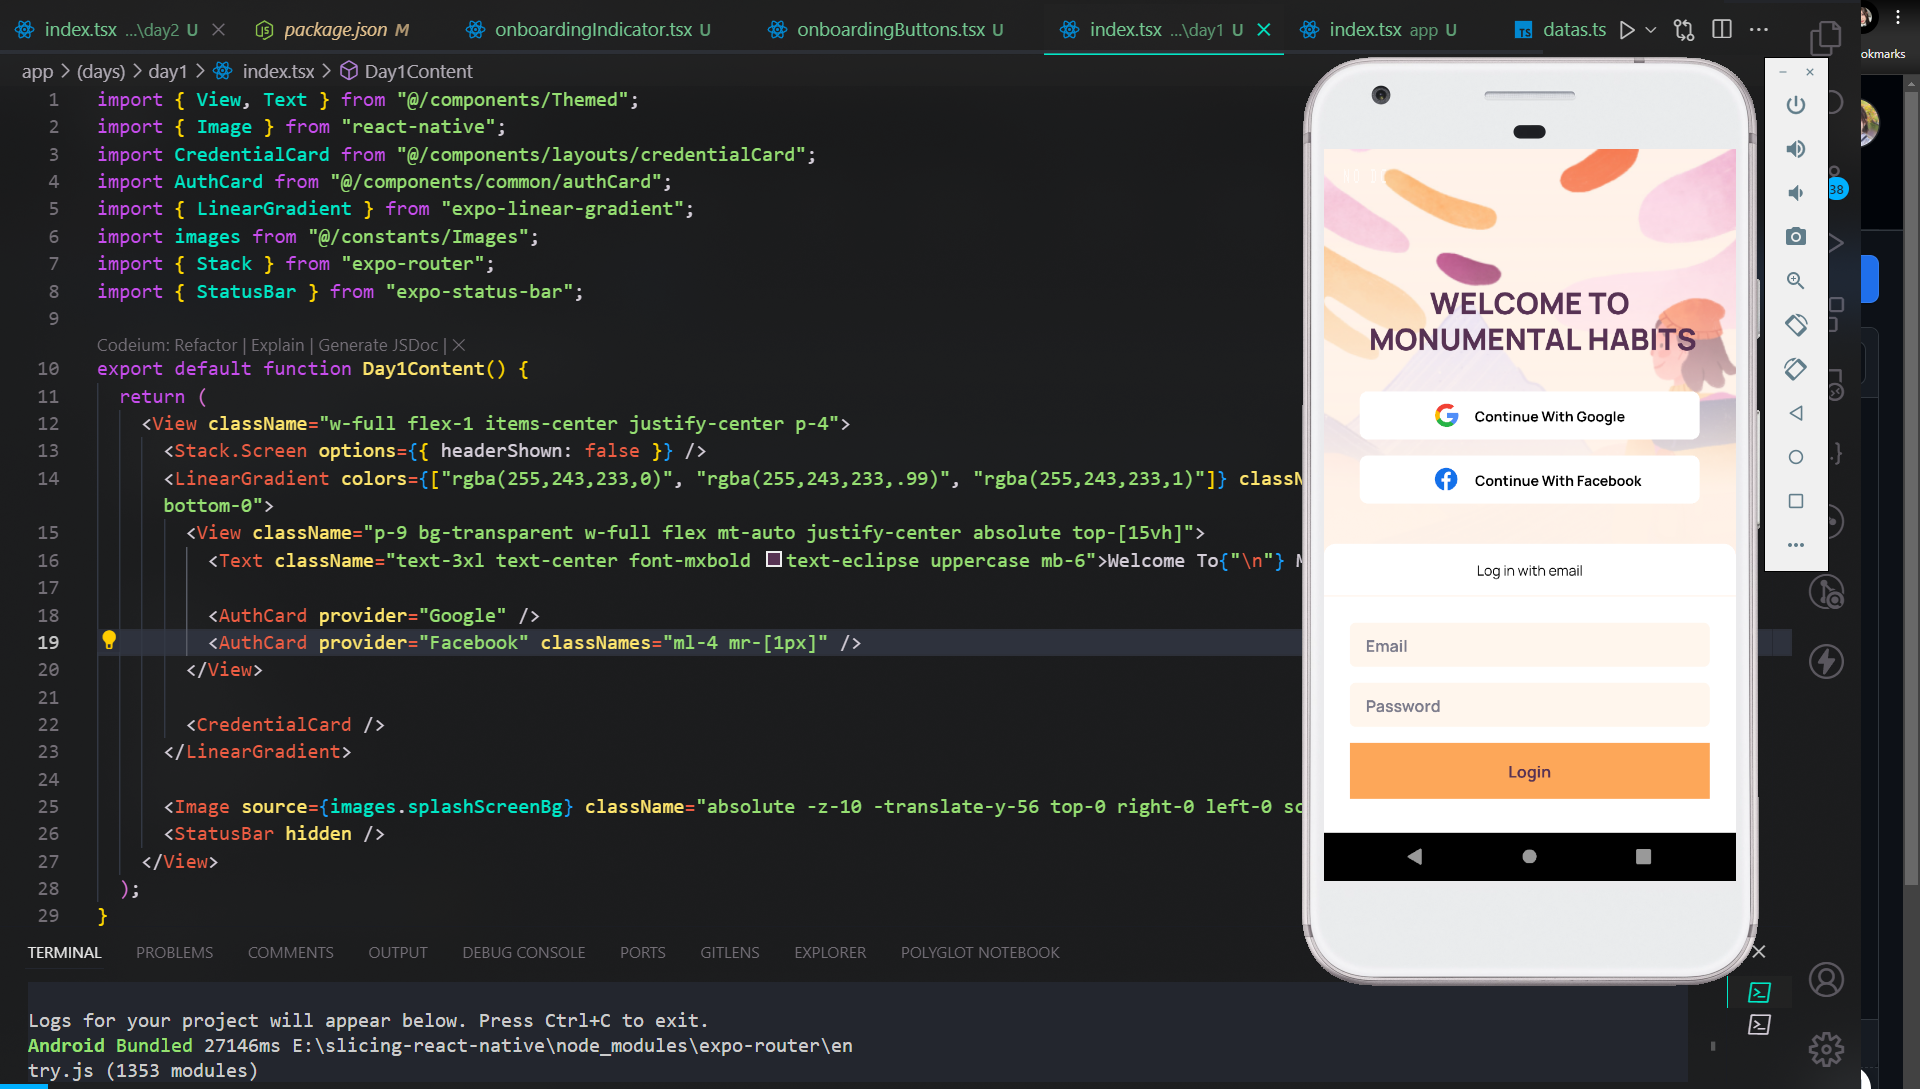 index.tsx ...\day2 U
package.json M
onboardingIndicator.tsx U
onboardingButtons.tsx U
index.tsx ...\day1 U
index.tsx app U
TS datas.ts
okmarks
app > (days) > day1 > index.tsx > Day1Content
1 import { View, Text } from "@/components/Themed";
2 import { Image } from "react-native";
3 import CredentialCard from "@/components/layouts/credentialCard";
4 import AuthCard from "@/components/common/authCard";
5 import { LinearGradient } from "expo-linear-gradient";
6 import images from "@/constants/Images";
7 import { Stack } from "expo-router";
8 import { StatusBar } from "expo-status-bar";
9
Codeium: Refactor | Explain | Generate JSDoc | ×
10 export default function Day1Content() {
11 return (
12 <View className="w-full flex-1 items-center justify-center p-4">
13 <Stack.Screen options={{ headerShown: false }} />
14 <LinearGradient colors={["rgba(255,243,233,0)", "rgba(255,243,233,.99)", "rgba(255,243,233,1)"]} classN
bottom-0">
15 <View className="p-9 bg-transparent w-full flex mt-auto justify-center absolute top-[15vh]">
16 <Text className="text-3xl text-center font-mxbold text-eclipse uppercase mb-6">Welcome To{"\n"} M
17
18 <AuthCard provider="Google" />
19 <AuthCard provider="Facebook" classNames="ml-4 mr-[1px]" />
20 </View>
21
22 <CredentialCard />
23 </LinearGradient>
24
25 <Image source={images.splashScreenBg} className="absolute -z-10 -translate-y-56 top-0 right-0 left-0 sc
26 <StatusBar hidden />
27 </View>
28 );
29 }
WELCOME TO
MONUMENTAL HABITS
Continue With Google
Continue With Facebook
Log in with email
Email
Password
Login
38
TERMINAL PROBLEMS COMMENTS OUTPUT DEBUG CONSOLE PORTS GITLENS EXPLORER POLYGLOT NOTEBOOK
Logs for your project will appear below. Press Ctrl+C to exit.
Android Bundled 27146ms E:\slicing-react-native\node_modules\expo-router\en
try.js (1353 modules)